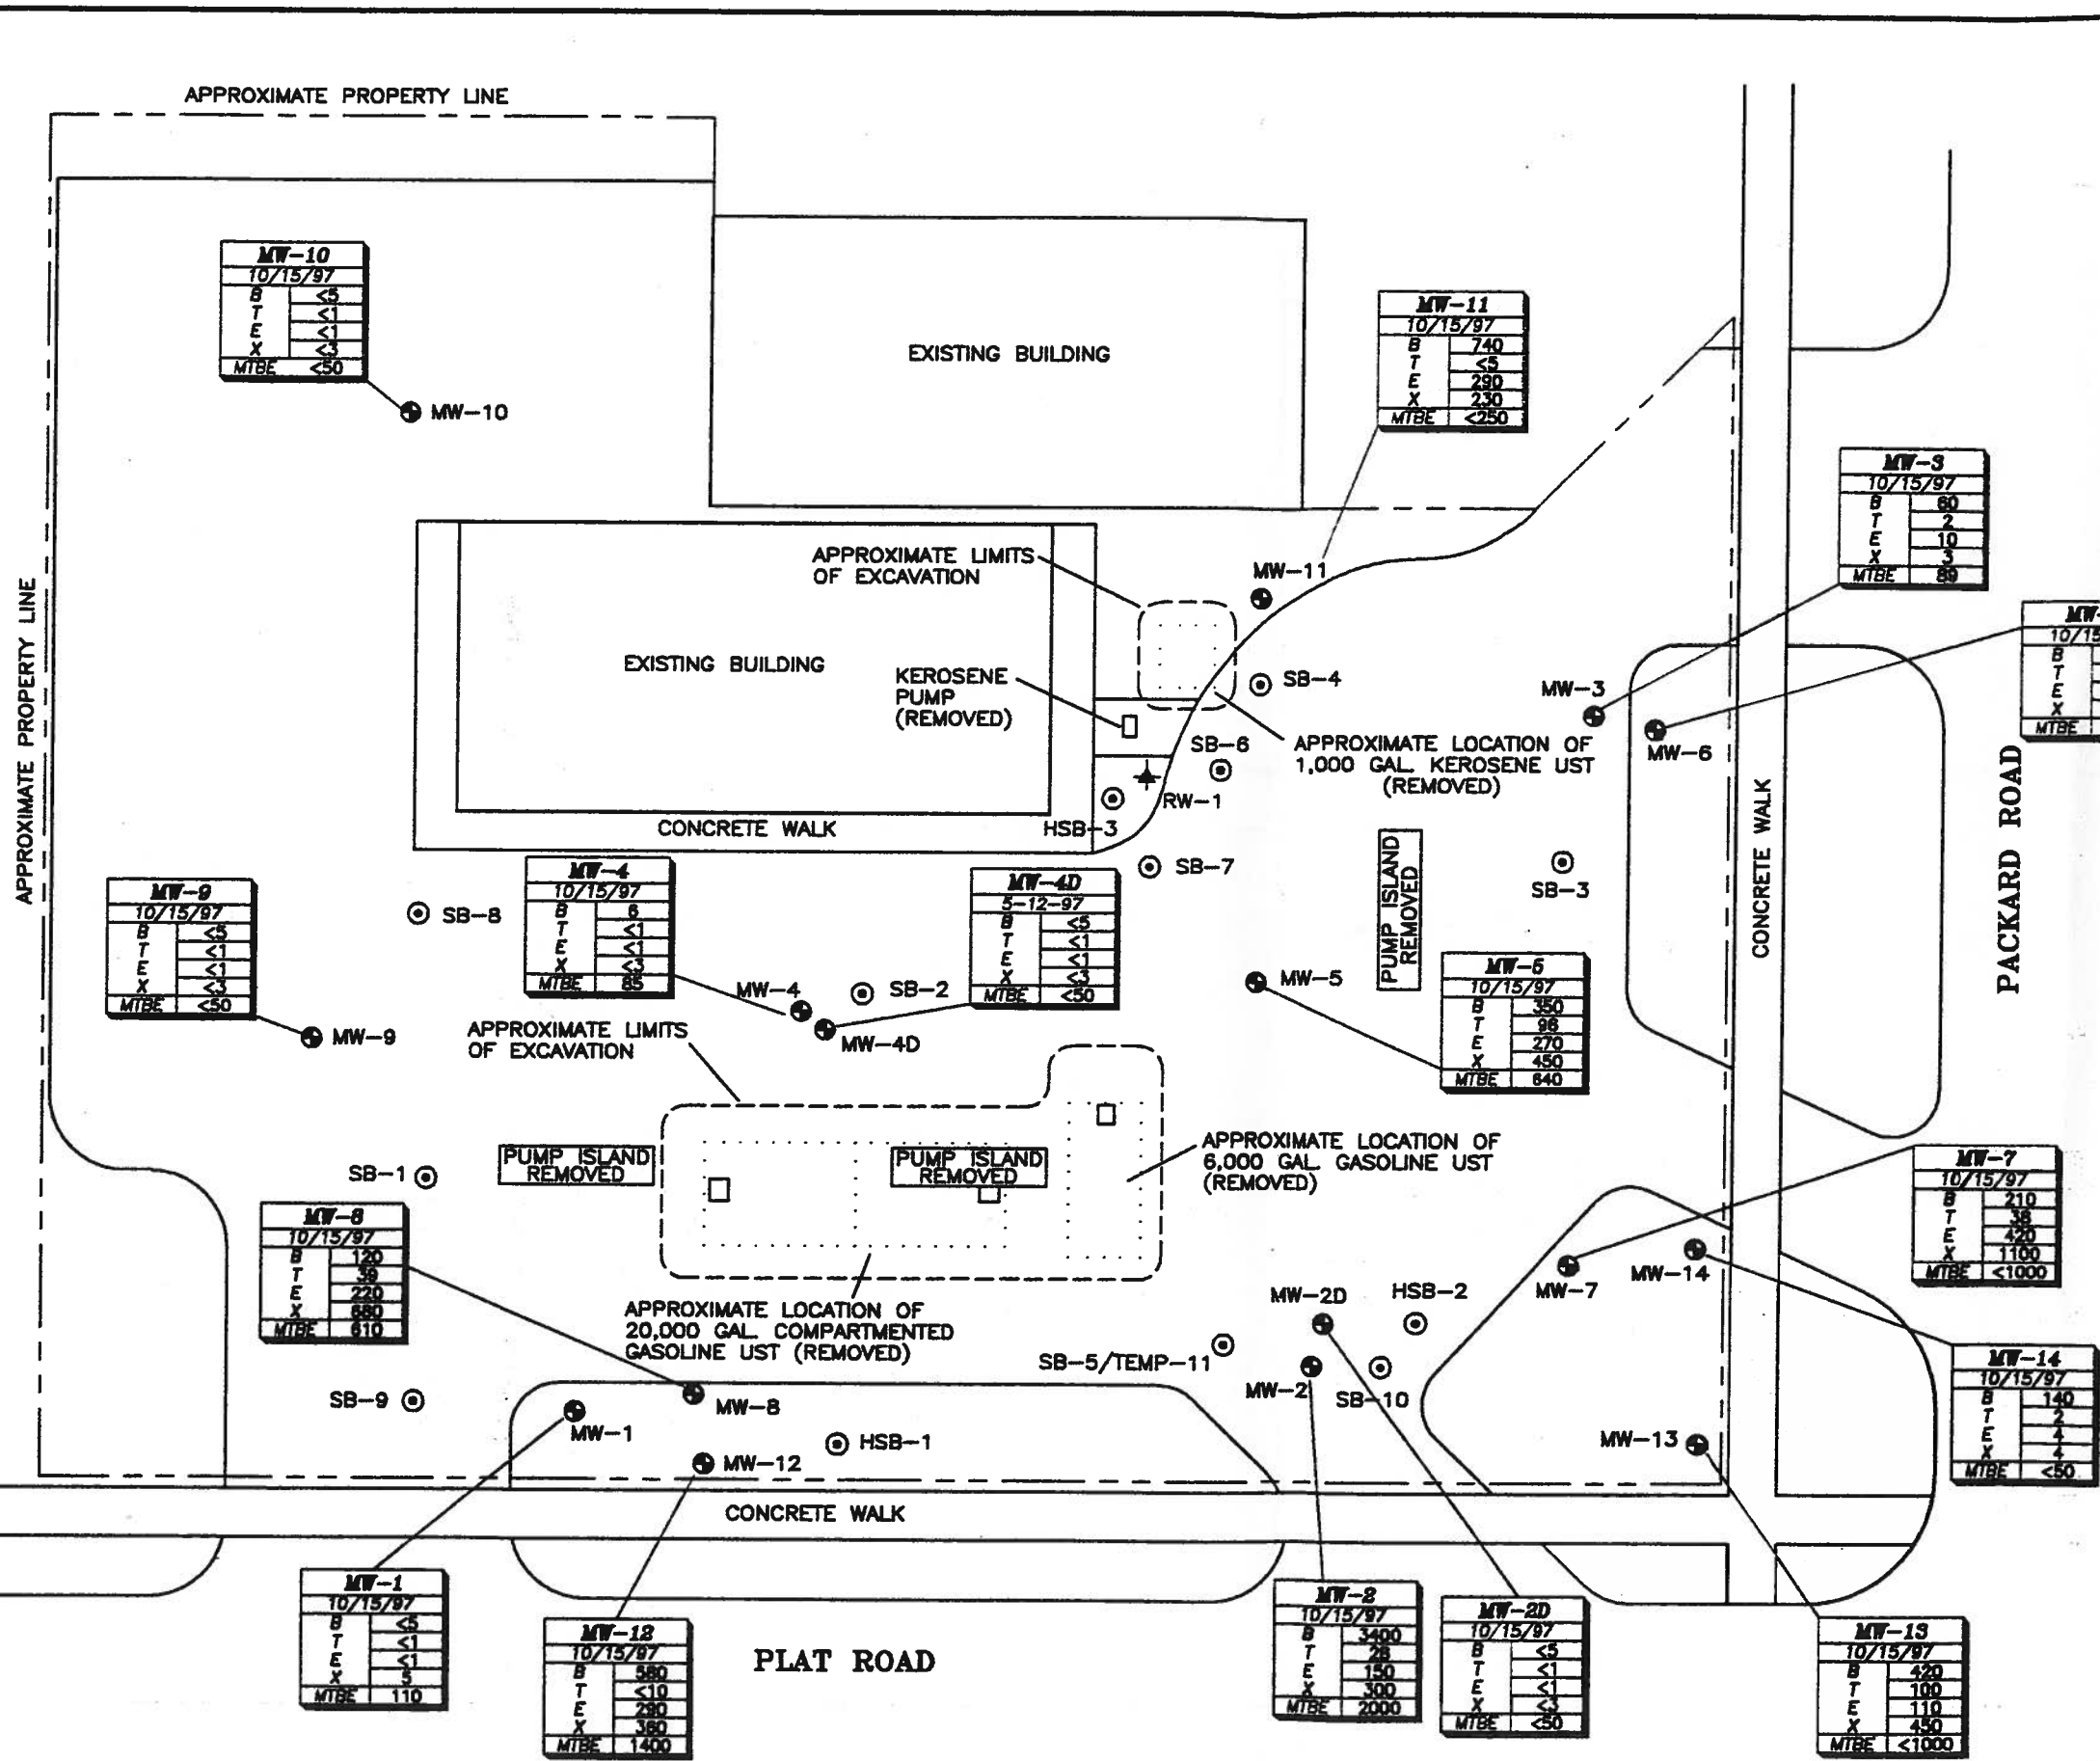 APPROXIMATE PROPERTY LINE
MW-10
10/15/97
B <5
T <1
E <1
X <3
MTBE <50
MW-10
EXISTING BUILDING
MW-11
10/15/97
B 740
T <5
E 290
X 230
MTBE <250
MW-11
MW-3
10/15/97
B 60
T 2
E 10
X 3
MTBE 89
APPROXIMATE LIMITS
OF EXCAVATION
EXISTING BUILDING
KEROSENE
PUMP
(REMOVED)
SB-4
MW-3
MW-6
MW-
10/15
B
T
E
X
MTBE
SB-6
APPROXIMATE LOCATION OF
1,000 GAL. KEROSENE UST
(REMOVED)
RW-1
HSB-3
CONCRETE WALK
APPROXIMATE PROPERTY LINE
PACKARD ROAD
CONCRETE WALK
PUMP ISLAND
REMOVED
SB-7
SB-3
MW-9
10/15/97
B <5
T <1
E <1
X <3
MTBE <50
MW-9
SB-8
MW-4
10/15/97
B 6
T <1
E <1
X <3
MTBE 85
MW-4
SB-2
MW-4D
5-12-97
B <5
T <1
E <1
X <3
MTBE <50
MW-4D
MW-5
MW-5
10/15/97
B 350
T 96
E 270
X 450
MTBE 640
APPROXIMATE LIMITS
OF EXCAVATION
SB-1
PUMP ISLAND
REMOVED
PUMP ISLAND
REMOVED
APPROXIMATE LOCATION OF
6,000 GAL. GASOLINE UST
(REMOVED)
MW-7
10/15/97
B 210
T
E 420
X 1100
MTBE <1000
MW-7
MW-14
MW-8
10/15/97
B 120
T 39
E 220
X 680
MTBE 610
APPROXIMATE LOCATION OF
20,000 GAL. COMPARTMENTED
GASOLINE UST (REMOVED)
MW-2D
HSB-2
SB-5/TEMP-11
MW-2
SB-10
MW-14
10/15/97
B 140
T 2
E 4
X 4
MTBE <50
SB-9
MW-1
MW-8
HSB-1
MW-12
MW-13
CONCRETE WALK
MW-1
10/15/97
B <5
T <1
E <1
X
MTBE 110
MW-12
10/15/97
B 580
T <10
E 290
X 360
MTBE 1400
PLAT ROAD
MW-2
10/15/97
B 3400
T
E 150
X 300
MTBE 2000
MW-2D
10/15/97
B <5
T <1
E <1
X <3
MTBE <50
MW-13
10/15/97
B 420
T 100
E 110
X 450
MTBE <1000